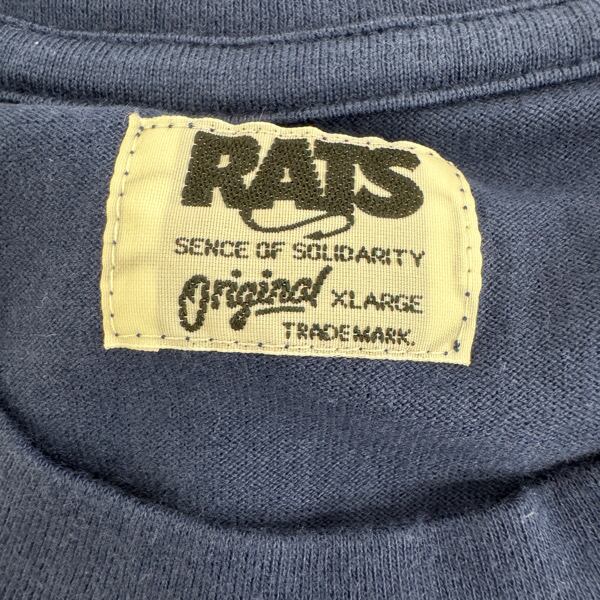 RATS
SENCE OF SOLIDARITY
Original XLARGE
TRADEMARK.